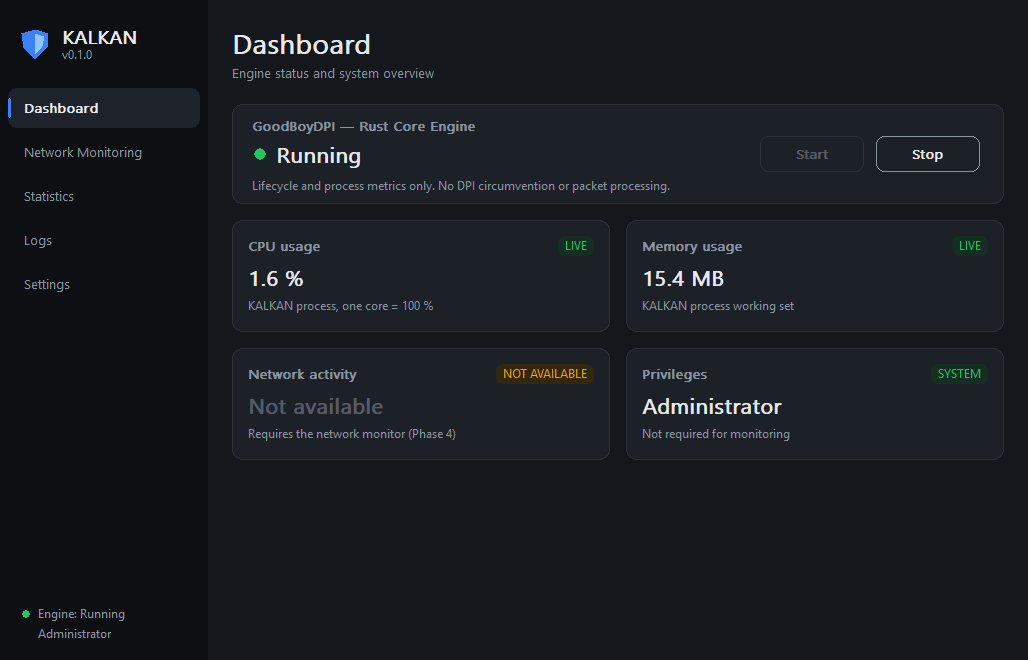 KALKAN
v0.1.0
Dashboard
Network Monitoring
Statistics
Logs
Settings
Engine: Running
Administrator
Dashboard
Engine status and system overview
GoodBoyDPI — Rust Core Engine
Running
Lifecycle and process metrics only. No DPI circumvention or packet processing.
Start
Stop
CPU usage
LIVE
1.6 %
KALKAN process, one core = 100 %
Memory usage
LIVE
15.4 MB
KALKAN process working set
Network activity
NOT AVAILABLE
Not available
Requires the network monitor (Phase 4)
Privileges
SYSTEM
Administrator
Not required for monitoring